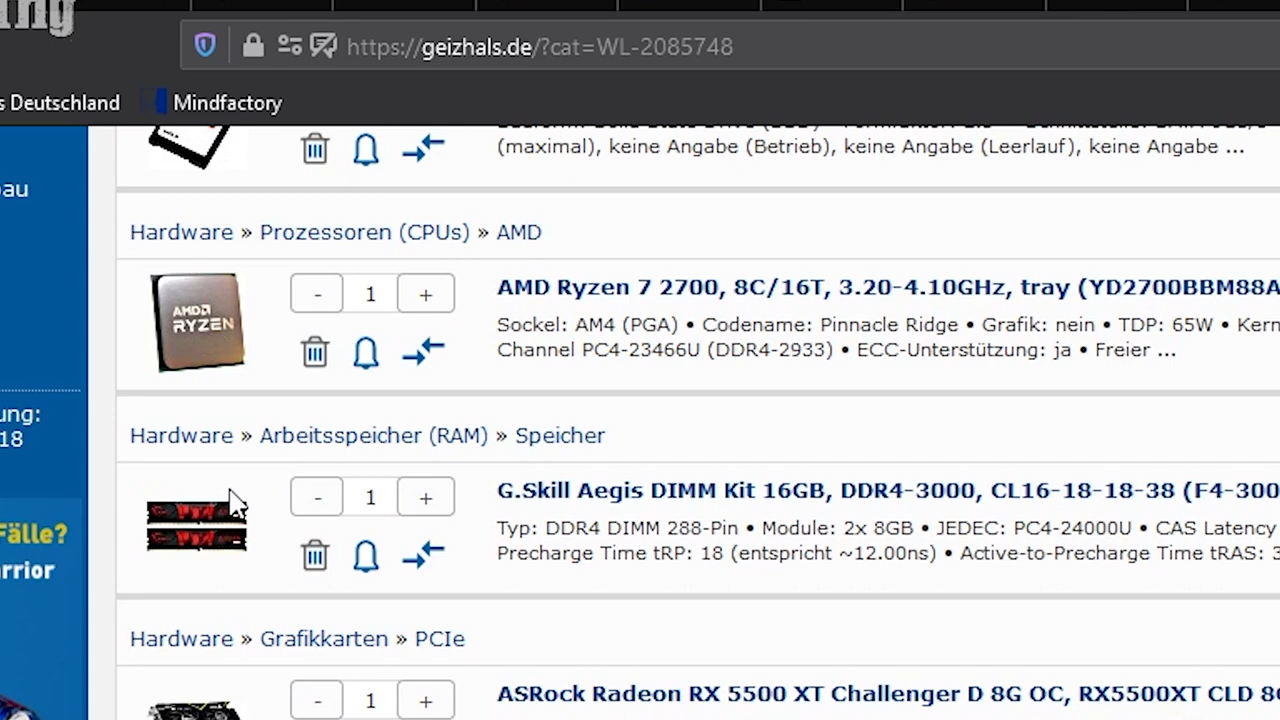 https://geizhals.de/?cat=WL-2085748
s Deutschland Mindfactory
(maximal), keine Angabe (Betrieb), keine Angabe (Leerlauf), keine Angabe ...
au
Hardware » Prozessoren (CPUs) » AMD
- 1 + AMD Ryzen 7 2700, 8C/16T, 3.20-4.10GHz, tray (YD2700BBM88A
AMD
RYZEN
Sockel: AM4 (PGA) • Codename: Pinnacle Ridge • Grafik: nein • TDP: 65W • Kern
Channel PC4-23466U (DDR4-2933) • ECC-Unterstützung: ja • Freier ...
ung:
18
Hardware » Arbeitsspeicher (RAM) » Speicher
- 1 + G.Skill Aegis DIMM Kit 16GB, DDR4-3000, CL16-18-18-38 (F4-300
Typ: DDR4 DIMM 288-Pin • Module: 2x 8GB • JEDEC: PC4-24000U • CAS Latency
Precharge Time tRP: 18 (entspricht ~12.00ns) • Active-to-Precharge Time tRAS: 3
Fälle?
rrior
Hardware » Grafikkarten » PCIe
- 1 + ASRock Radeon RX 5500 XT Challenger D 8G OC, RX5500XT CLD 8G